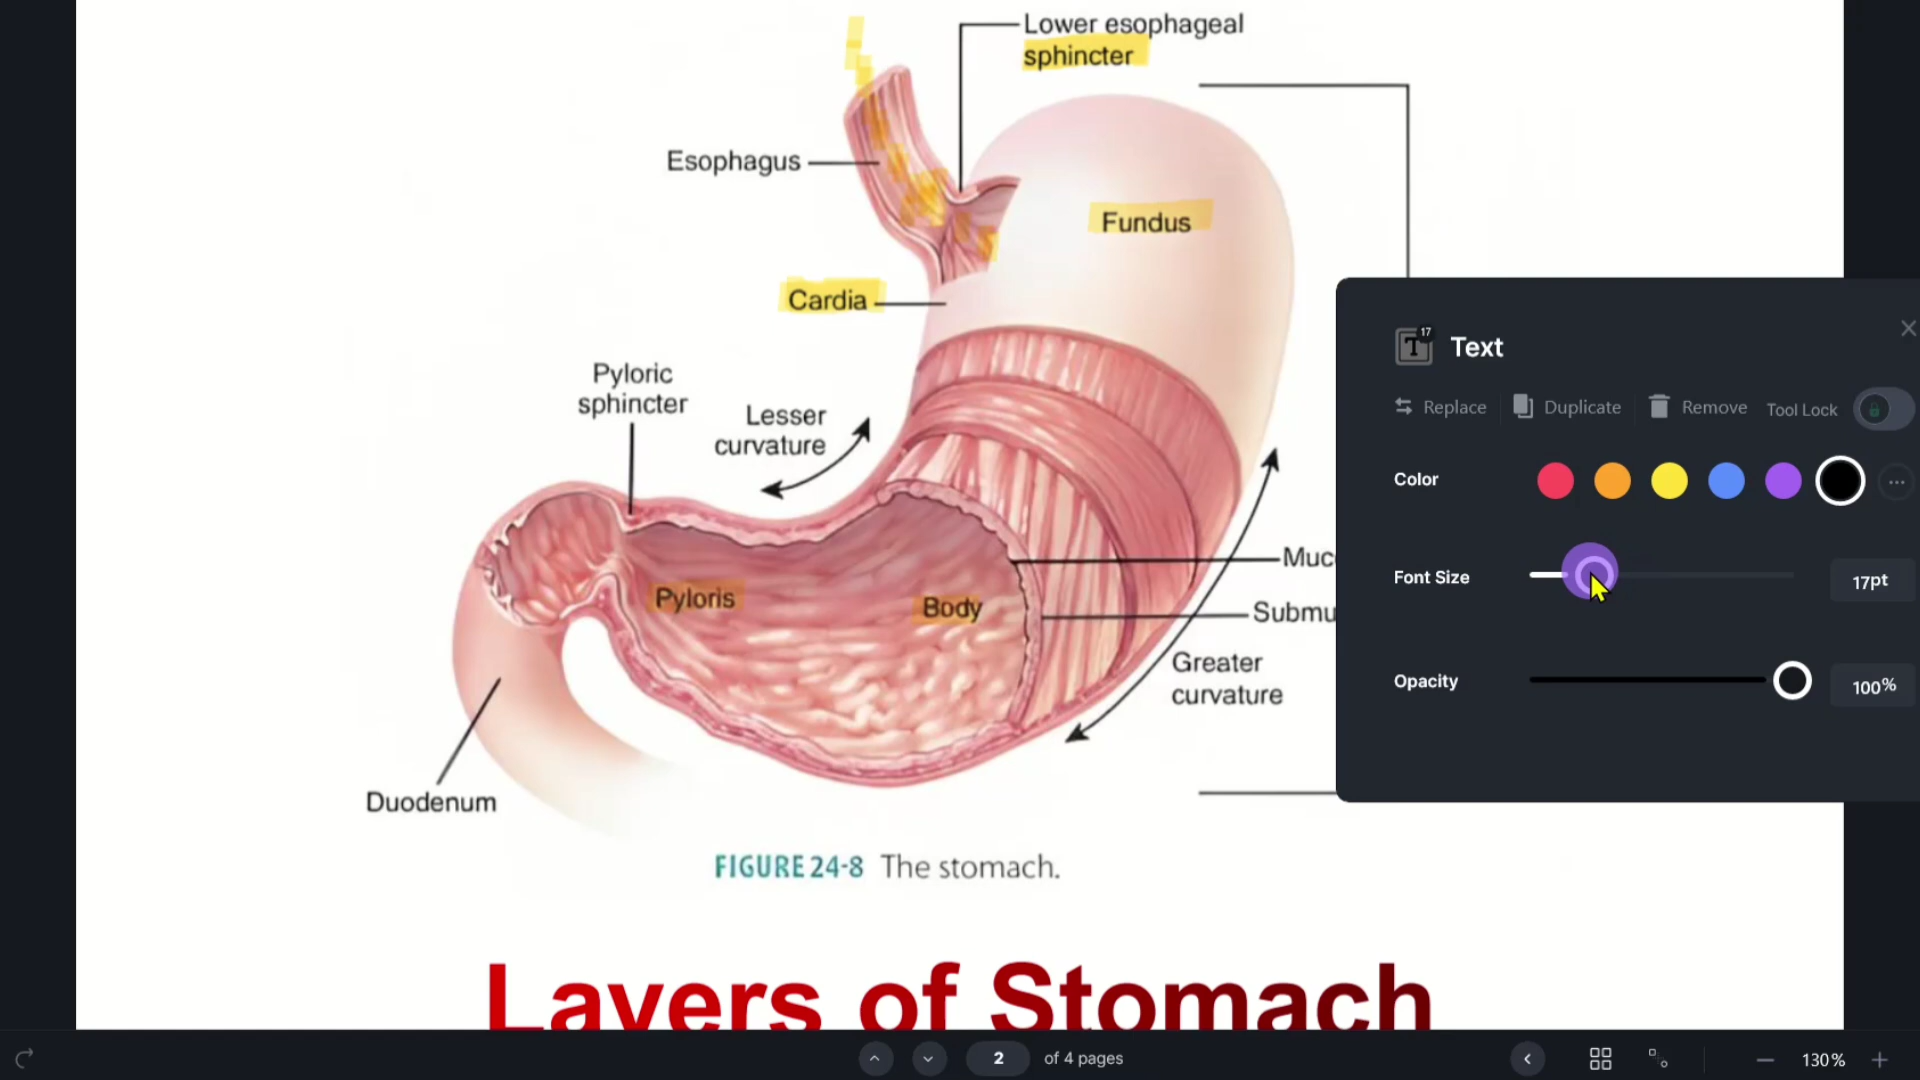 Lower esophageal
sphincter
Esophagus
Fundus
Cardia
Pyloric
sphincter
Lesser
curvature
17
T
Text
Replace
Duplicate
Remove
Tool Lock
Color
Muc
Font Size
17pt
Pyloris
Body
Submu
Greater
curvature
Opacity
100%
Duodenum
FIGURE 24-8 The stomach.
Layers of Stomach
2
of 4 pages
130%